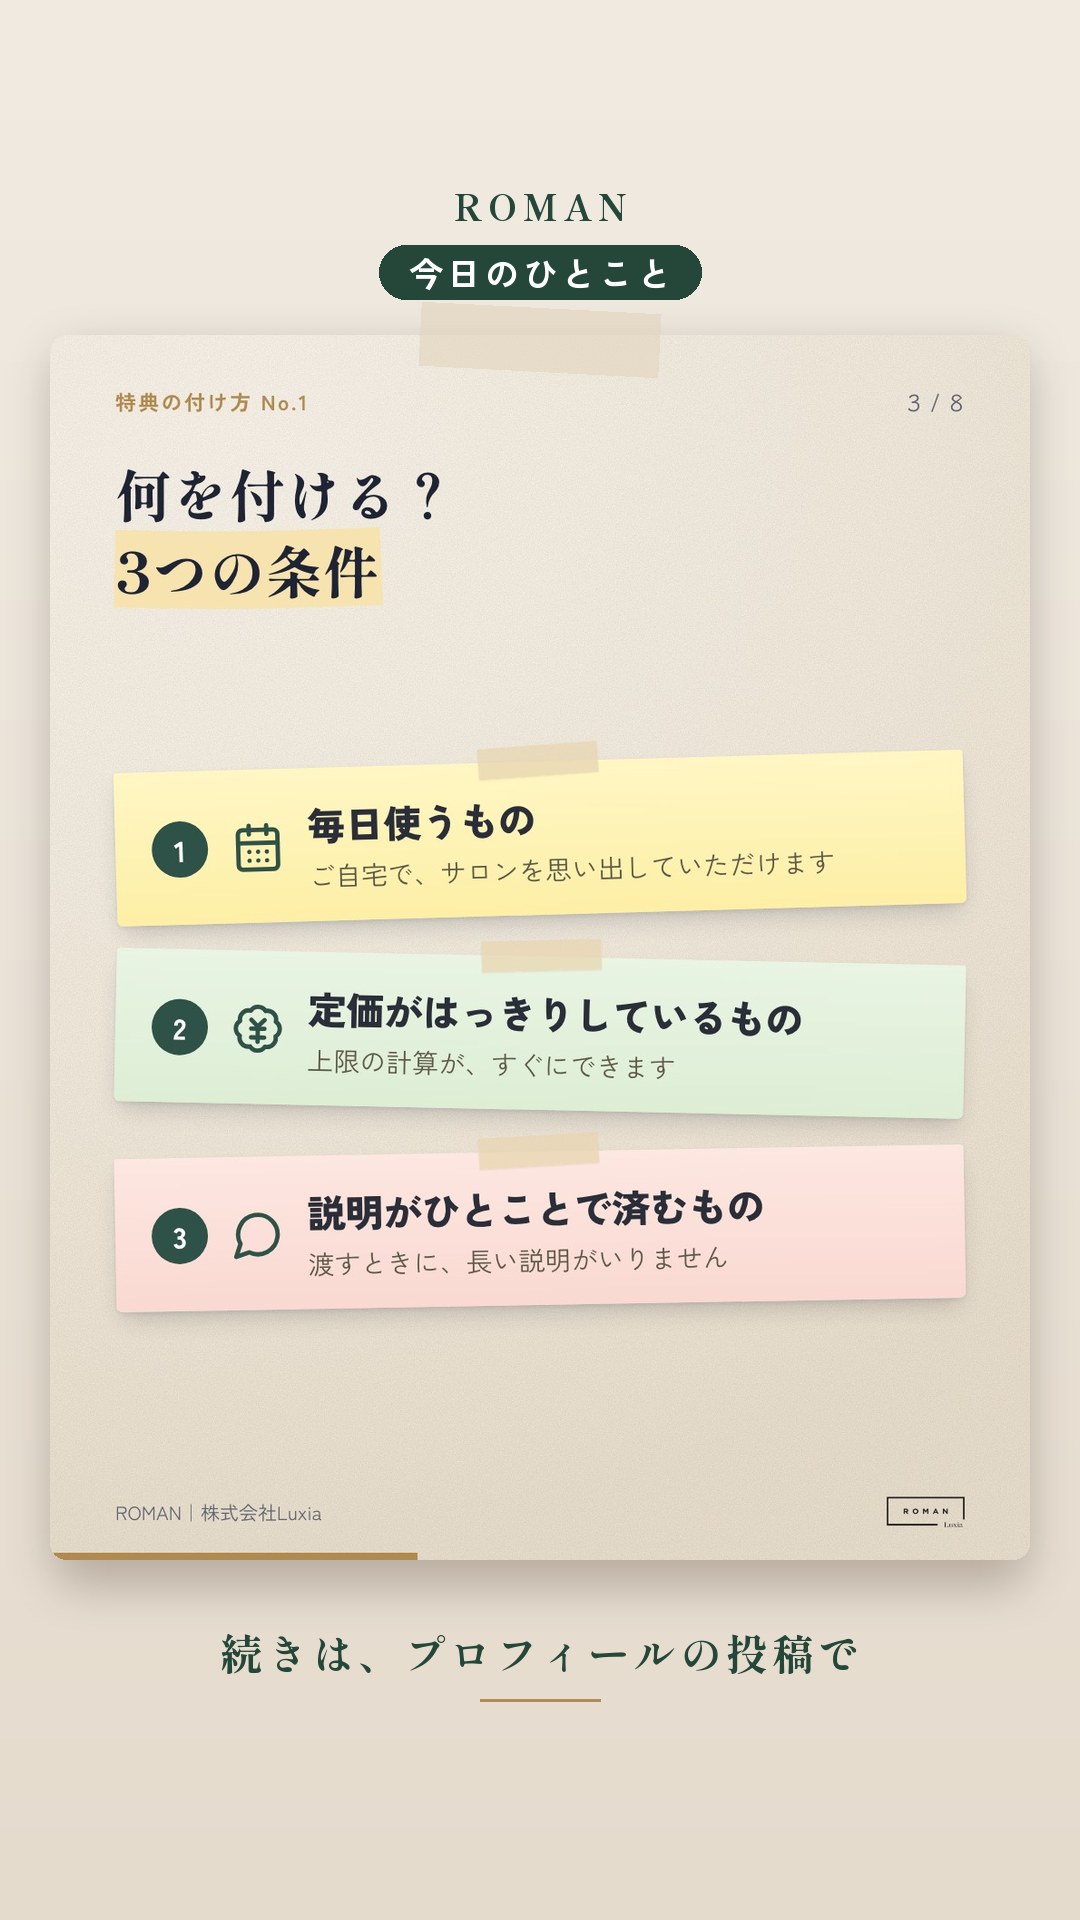 ROMAN
今日のひとこと
特典の付け方 No.1
3 / 8
何を付ける？
3つの条件
1
毎日使うもの
ご自宅で、サロンを思い出していただけます
2
定価がはっきりしているもの
上限の計算が、すぐにできます
3
説明がひとことで済むもの
渡すときに、長い説明がいりません
ROMAN｜株式会社Luxia
ROMAN
Luxia
続きは、プロフィールの投稿で